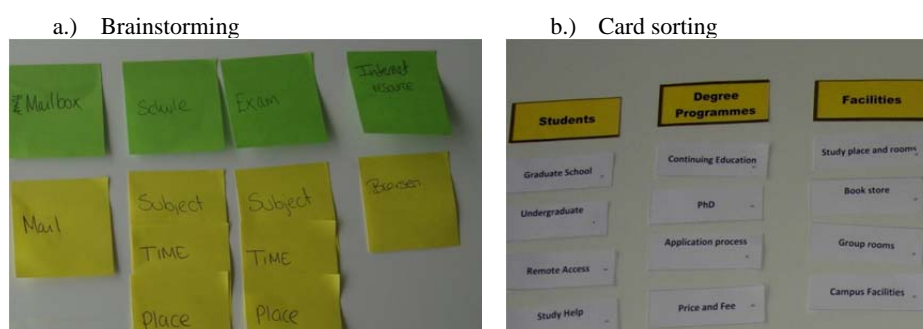 a.) Brainstorming
b.) Card sorting
Mailbox
Schule
Exam
Internet
Mail
Subject
TIME
Place
Subject
TIME
Place
Students
Graduate School
Undergraduate
Remote Access
Study Help
Degree
Programmes
Continuing Education
PhD
Application process
Price and Fee
Facilities
Study place and rooms
Book store
Group rooms
Campus Facilities